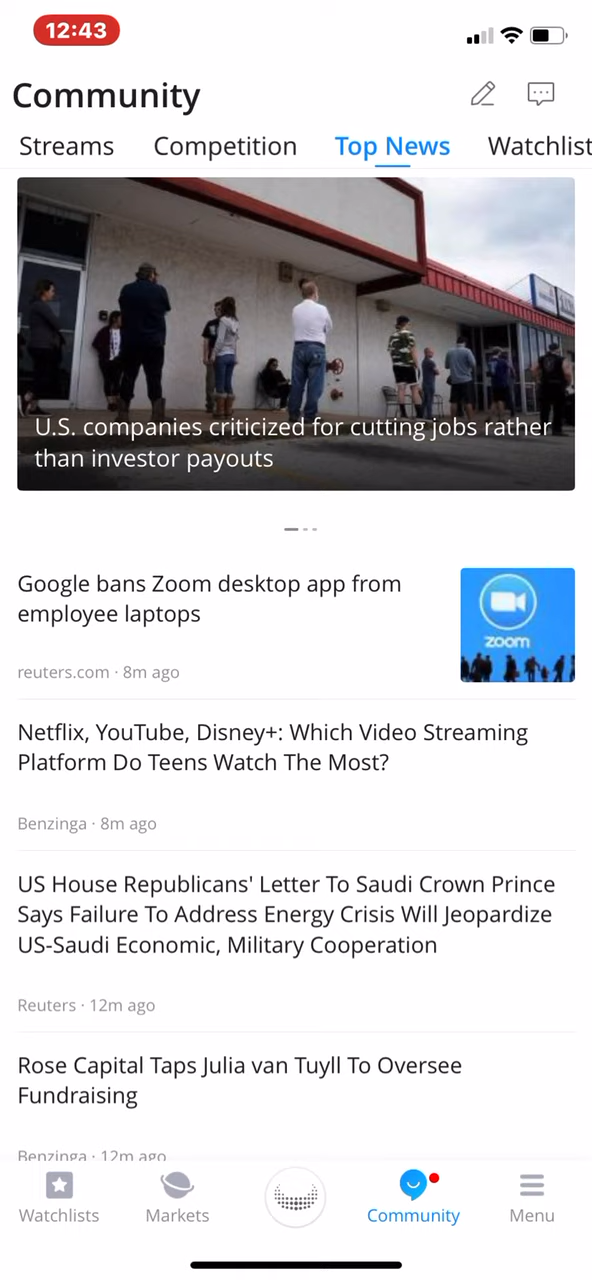 12:43
Community
Streams Competition Top News Watchlist
U.S. companies criticized for cutting jobs rather
than investor payouts
Google bans Zoom desktop app from
employee laptops
zoom
reuters.com · 8m ago
Netflix, YouTube, Disney+: Which Video Streaming
Platform Do Teens Watch The Most?
Benzinga · 8m ago
US House Republicans' Letter To Saudi Crown Prince
Says Failure To Address Energy Crisis Will Jeopardize
US-Saudi Economic, Military Cooperation
Reuters · 12m ago
Rose Capital Taps Julia van Tuyll To Oversee
Fundraising
Benzinga · 12m ago
Watchlists Markets Community Menu